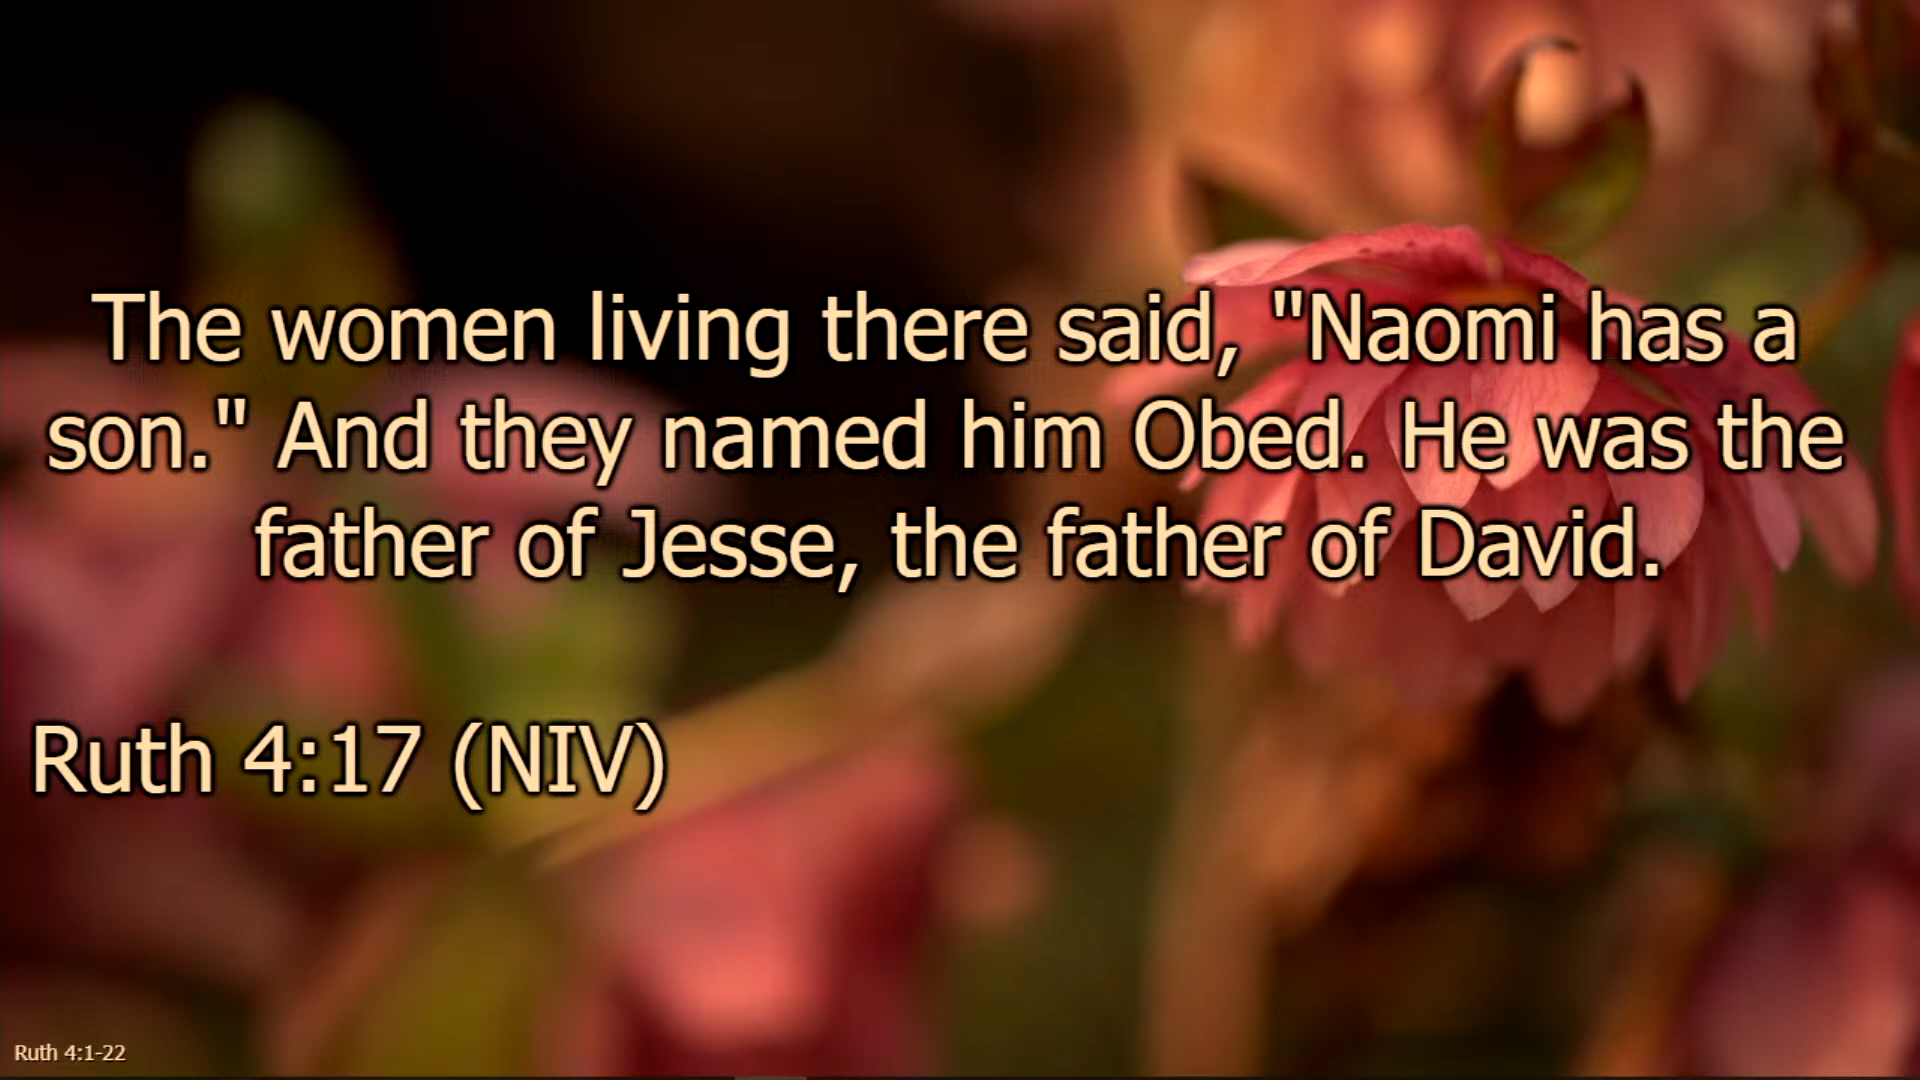 The women living there said, "Naomi has a
son." And they named him Obed. He was the
father of Jesse, the father of David.
Ruth 4:17 (NIV)
Ruth 4:1-22